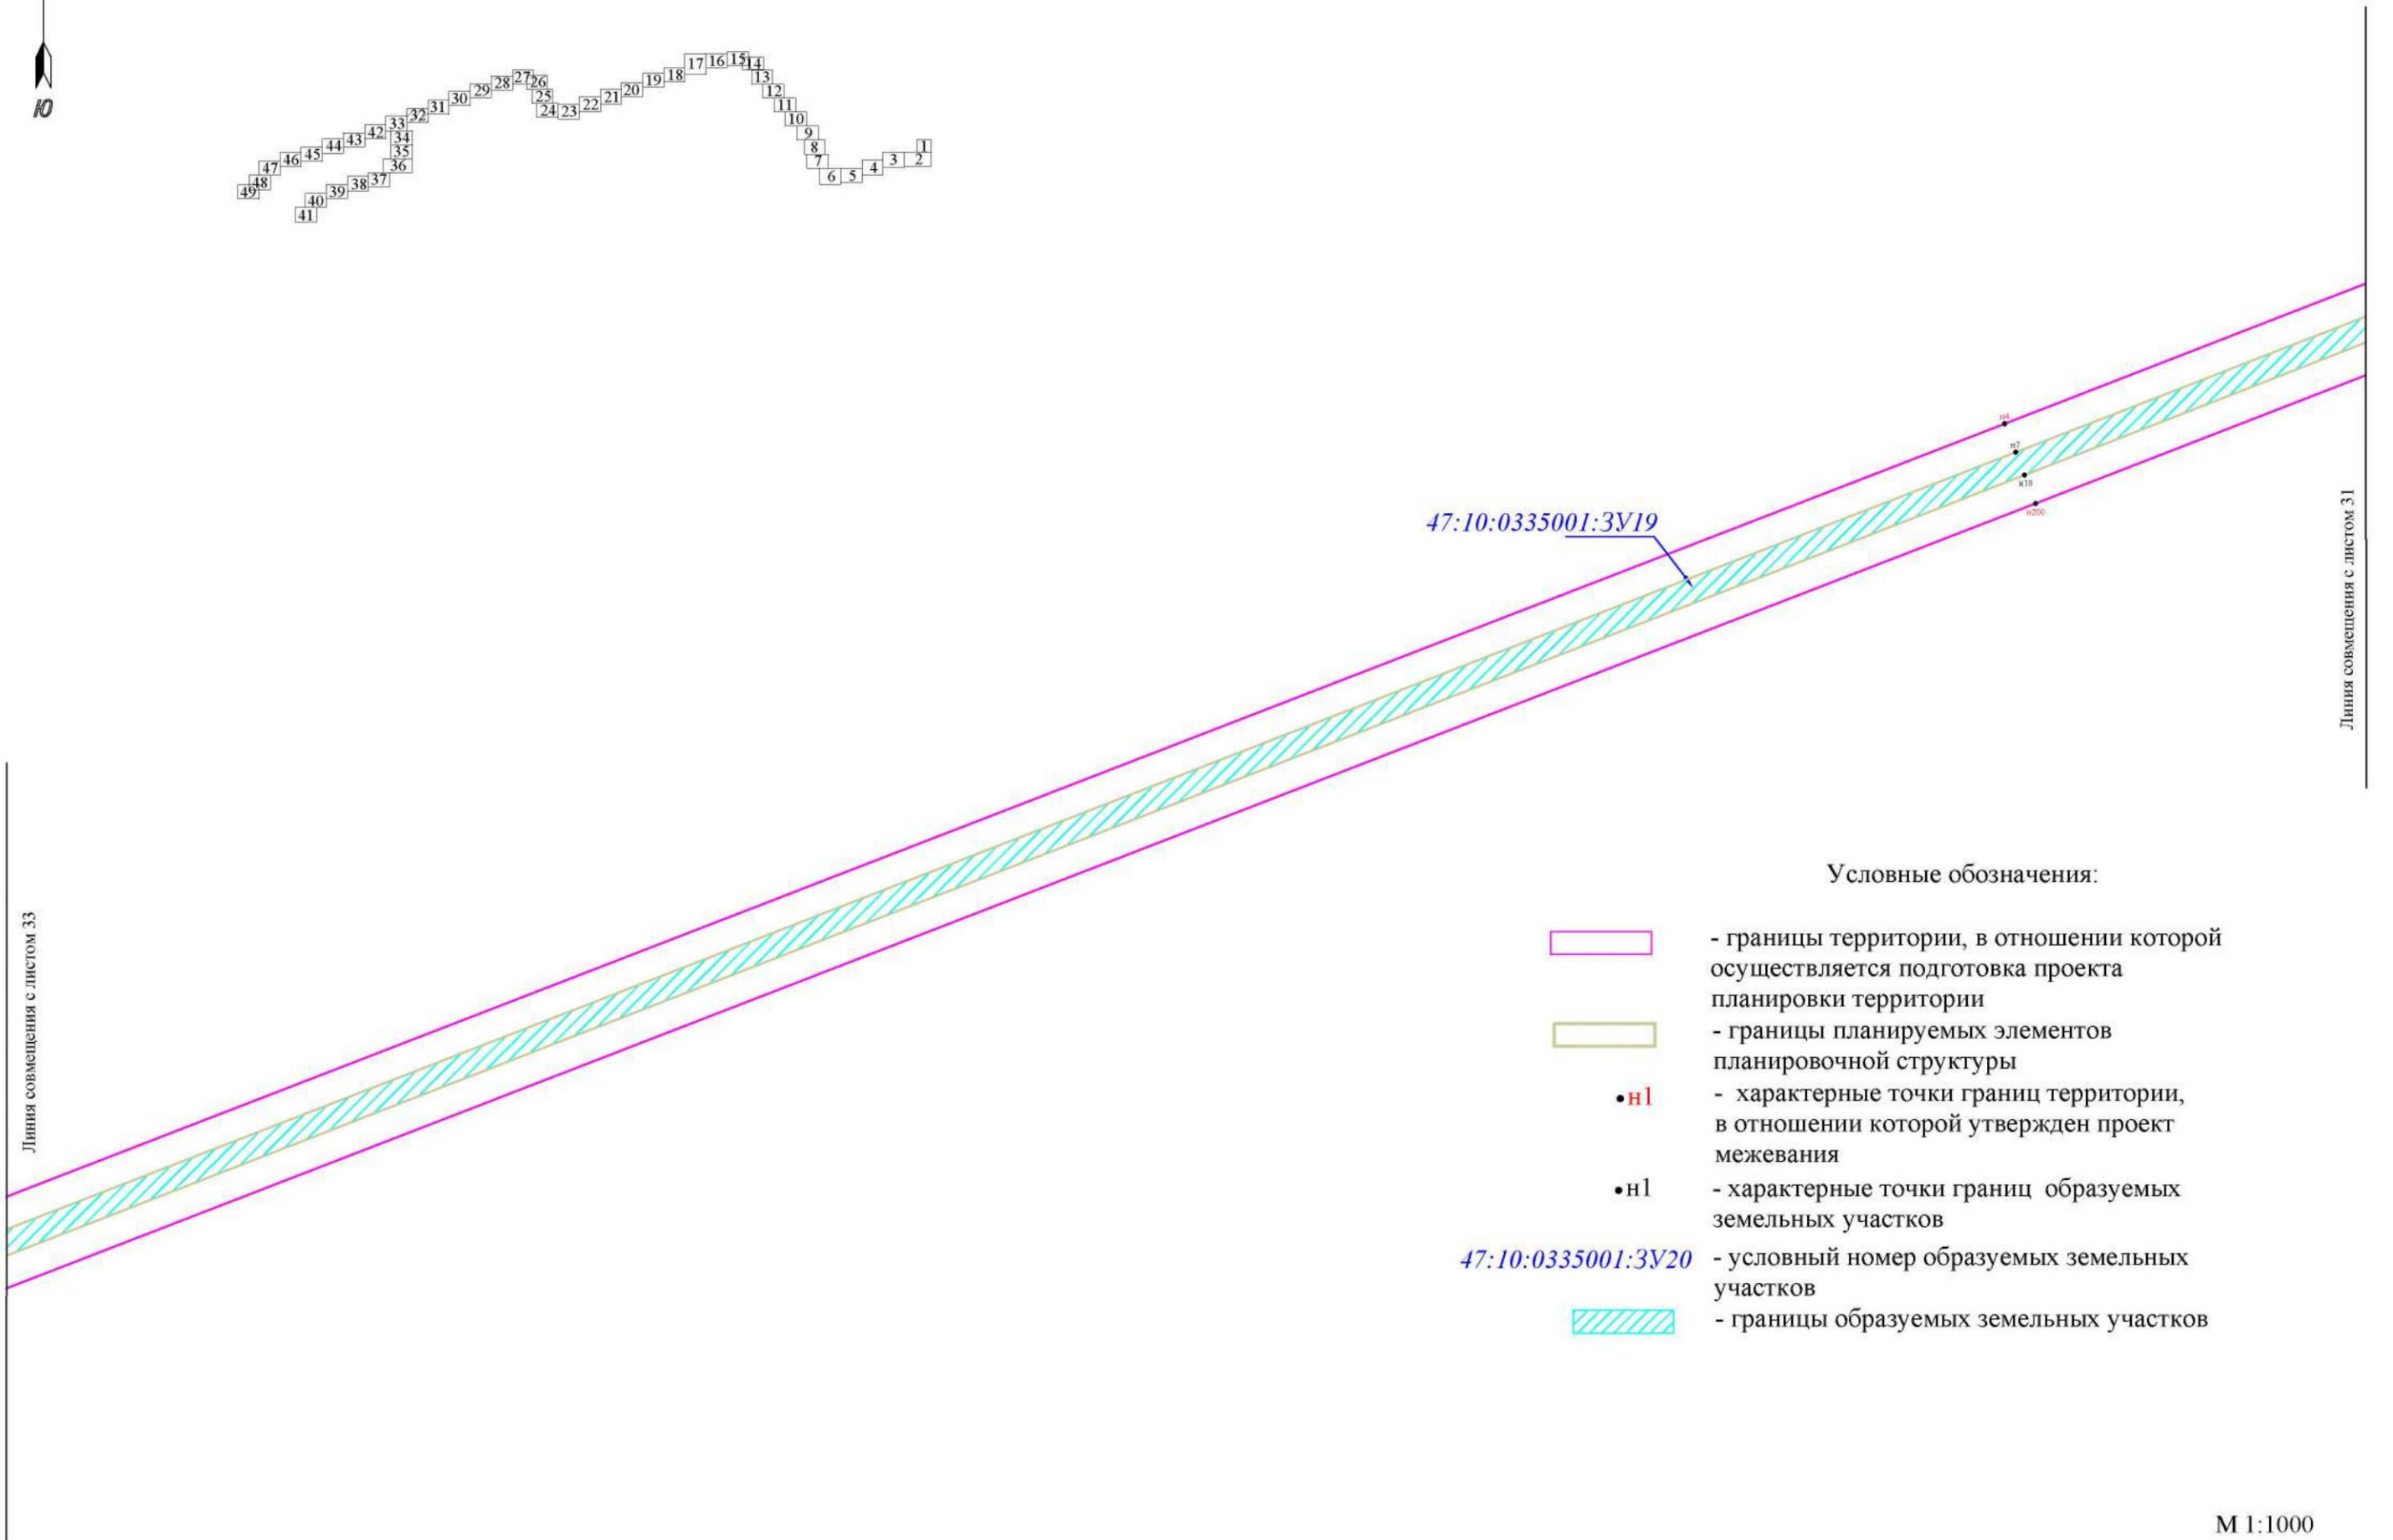 Ю
1
2
3
4
5
6
7
8
9
10
11
12
13
14
15
16
17
18
19
20
21
22
23
24
25
26
27
28
29
30
31
32
33
34
35
36
37
38
39
40
41
42
43
44
45
46
47
48
49
н4
н7
н18
н200
47:10:0335001:ЗУ19
Линия совмещения с листом 31
Линия совмещения с листом 33
Условные обозначения:
- границы территории, в отношении которой
осуществляется подготовка проекта
планировки территории
- границы планируемых элементов
планировочной структуры
н1 - характерные точки границ территории,
в отношении которой утвержден проект
межевания
н1 - характерные точки границ образуемых
земельных участков
47:10:0335001:ЗУ20 - условный номер образуемых земельных
участков
- границы образуемых земельных участков
М 1:1000